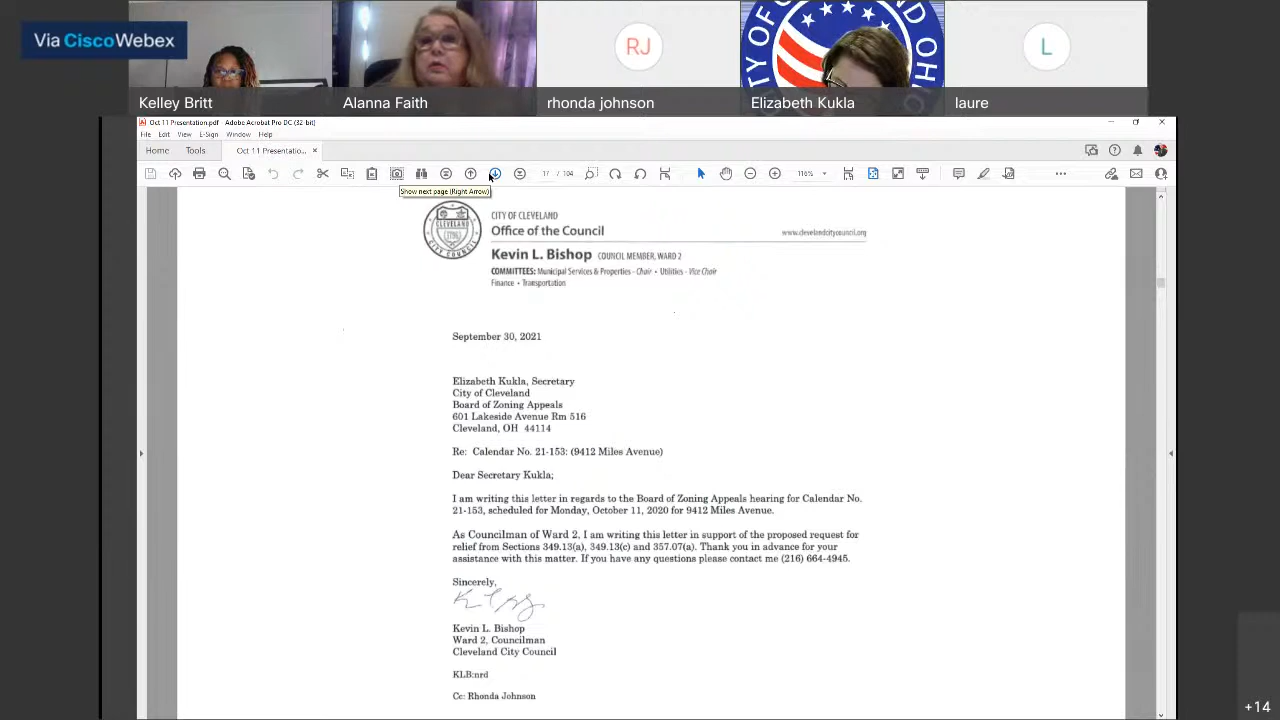 Via Cisco Webex
Kelley Britt
Alanna Faith
RJ
rhonda johnson
Elizabeth Kukla
L
laure
Oct 11 Presentation.pdf - Adobe Acrobat Pro DC (32-bit)
File Edit View E-Sign Window Help
Home Tools Oct 11 Presentatio... ×
17 / 104 116%
Show next page (Right Arrow)
CITY OF CLEVELAND
Office of the Council
www.clevelandcitycouncil.org
Kevin L. Bishop COUNCIL MEMBER, WARD 2
COMMITTEES: Municipal Services & Properties - Chair • Utilities - Vice Chair
Finance • Transportation
September 30, 2021
Elizabeth Kukla, Secretary
City of Cleveland
Board of Zoning Appeals
601 Lakeside Avenue Rm 516
Cleveland, OH 44114
Re: Calendar No. 21-153: (9412 Miles Avenue)
Dear Secretary Kukla;
I am writing this letter in regards to the Board of Zoning Appeals hearing for Calendar No.
21-153, scheduled for Monday, October 11, 2020 for 9412 Miles Avenue.
As Councilman of Ward 2, I am writing this letter in support of the proposed request for
relief from Sections 349.13(a), 349.13(c) and 357.07(a). Thank you in advance for your
assistance with this matter. If you have any questions please contact me (216) 664-4945.
Sincerely,
Kevin L. Bishop
Ward 2, Councilman
Cleveland City Council
KLB:nrd
Cc: Rhonda Johnson
+14